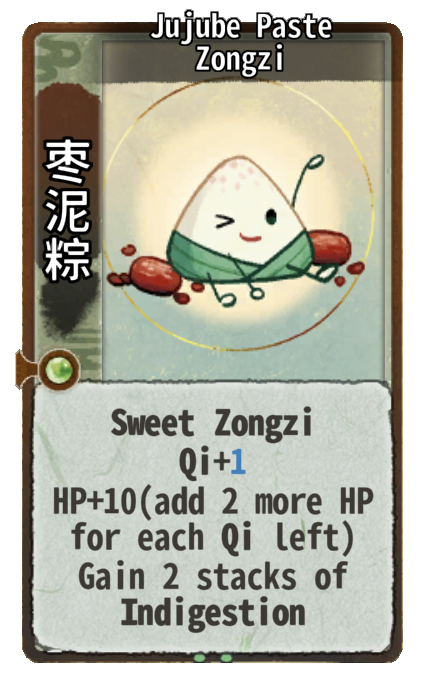 Jujube Paste
Zongzi
枣泥粽
Sweet Zongzi
Qi+1
HP+10(add 2 more HP
for each Qi left)
Gain 2 stacks of
Indigestion